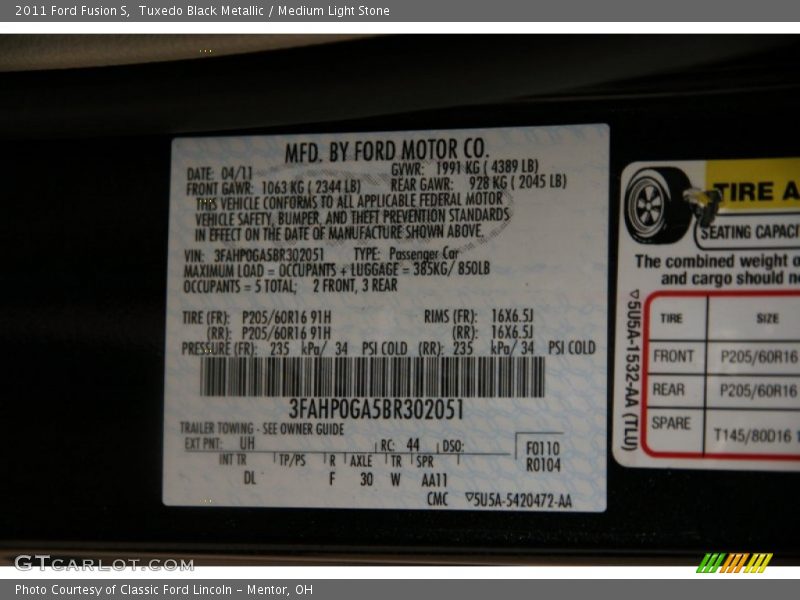 2011 Ford Fusion S,  Tuxedo Black Metallic / Medium Light Stone
MFD. BY FORD MOTOR CO.
DATE: 04/11 GVWR: 1991 KG ( 4389 LB)
FRONT GAWR: 1063 KG ( 2344 LB) REAR GAWR: 928 KG ( 2045 LB)
THIS VEHICLE CONFORMS TO ALL APPLICABLE FEDERAL MOTOR
VEHICLE SAFETY, BUMPER, AND THEFT PREVENTION STANDARDS
IN EFFECT ON THE DATE OF MANUFACTURE SHOWN ABOVE.
VIN: 3FAHP0GA5BR302051 TYPE: Passenger Car
MAXIMUM LOAD = OCCUPANTS + LUGGAGE = 385KG/ 850LB
OCCUPANTS = 5 TOTAL; 2 FRONT, 3 REAR
TIRE (FR): P205/60R16 91H RIMS (FR): 16X6.5J
(RR): P205/60R16 91H (RR): 16X6.5J
PRESSURE (FR): 235 kPa/ 34 PSI COLD (RR): 235 kPa/ 34 PSI COLD
3FAHP0GA5BR302051
TRAILER TOWING - SEE OWNER GUIDE
EXT PNT: UH RC: 44 DSO: F0110
INT TR TP/PS R AXLE TR SPR R0104
DL F 30 W AA11
CMC ▽5U5A-5420472-AA
TIRE A
SEATING CAPACI
The combined weight o
and cargo should n
▽5U5A-1532-AA (TLU)
TIRE SIZE
FRONT P205/60R16
REAR P205/60R16
SPARE T145/80D16 1
GTCARLOT.COM
Photo Courtesy of Classic Ford Lincoln – Mentor, OH